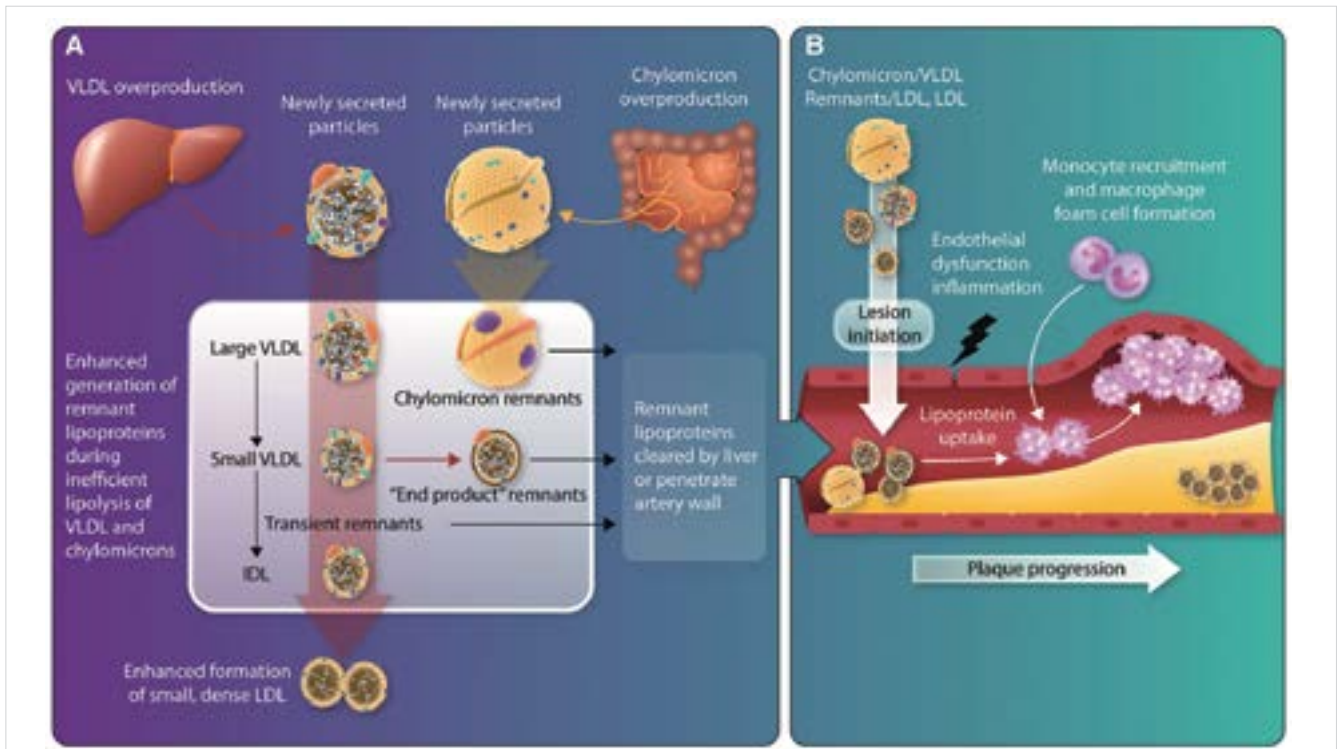 A
VLDL overproduction
Newly secreted
particles
Newly secreted
particles
Chylomicron
overproduction
Enhanced
generation of
remnant
lipoproteins
during
inefficient
lipolysis of
VLDL and
chylomicrons
Large VLDL
Small VLDL
IDL
Chylomicron remnants
"End product" remnants
Transient remnants
Remnant
lipoproteins
cleared by liver
or penetrate
artery wall
Enhanced formation
of small, dense LDL
B
Chylomicron/VLDL
Remnants/LDL, LDL
Monocyte recruitment
and macrophage
foam cell formation
Endothelial
dysfunction
inflammation
Lesion
initiation
Lipoprotein
uptake
Plaque progression